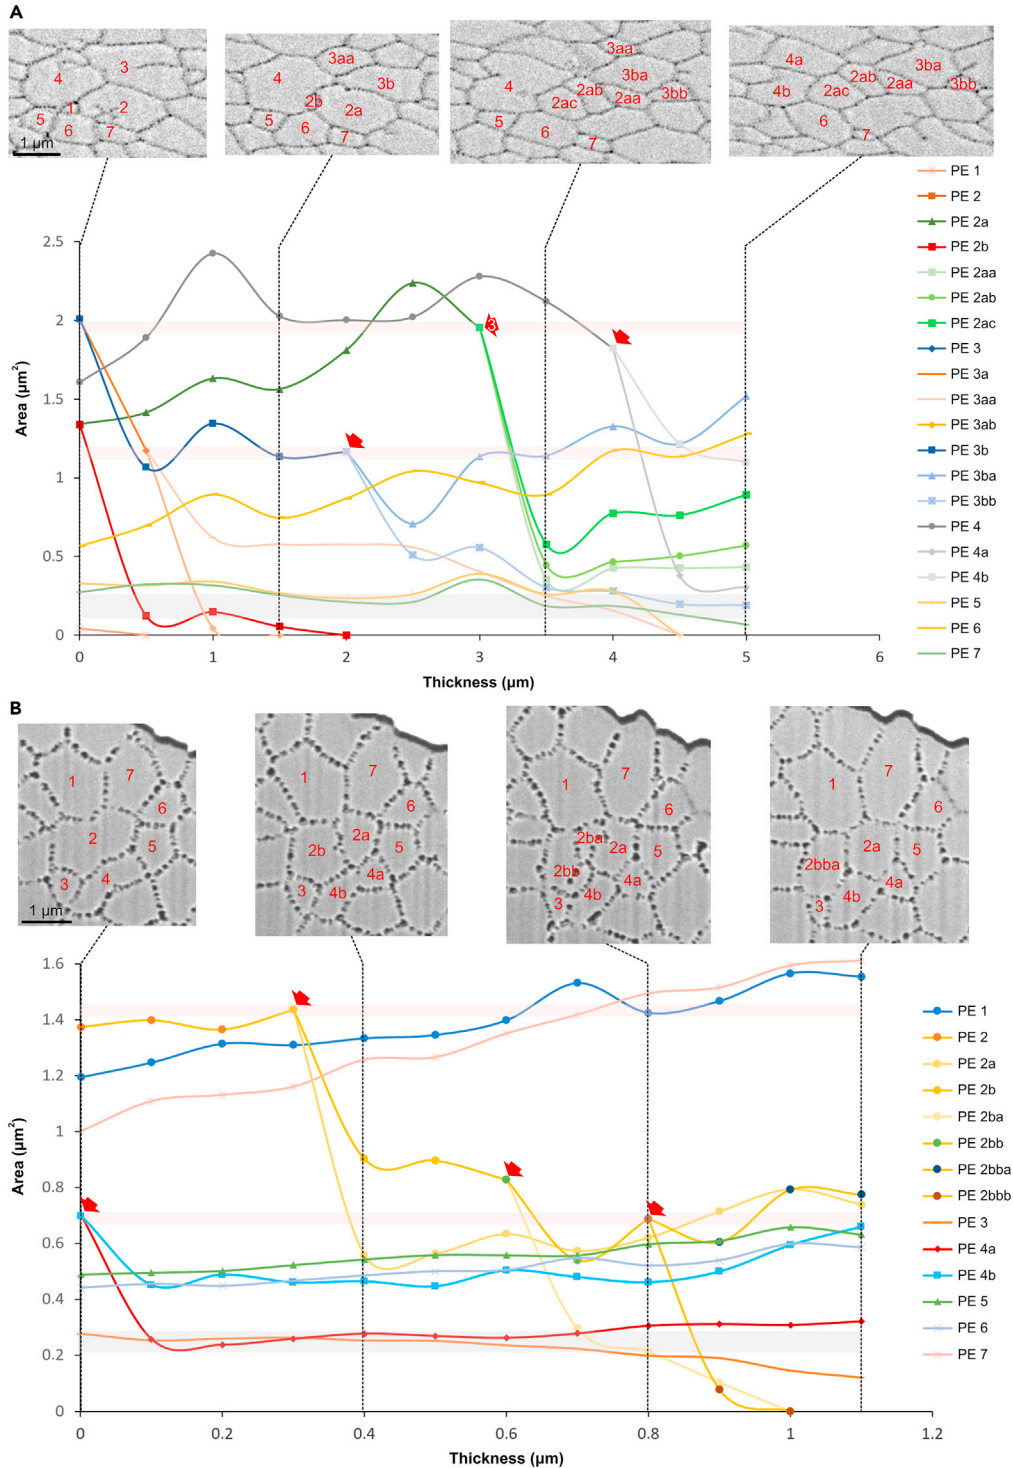 A
4
3
1
2
5
6
7
1 µm
3aa
4
3b
2b
2a
5
6
7
3aa
3ba
4
2ab
3bb
2ac
2aa
5
6
7
4a
3ba
2ab
4b
2ac
2aa
3bb
6
7
2.5
2
1.5
1
0.5
0
Area (µm²)
3
0 1 2 3 4 5 6
Thickness (µm)
PE 1
PE 2
PE 2a
PE 2b
PE 2aa
PE 2ab
PE 2ac
PE 3
PE 3a
PE 3aa
PE 3ab
PE 3b
PE 3ba
PE 3bb
PE 4
PE 4a
PE 4b
PE 5
PE 6
PE 7
B
1
7
6
2
5
3
4
1 µm
7
1
6
2a
2b
5
4a
3
4b
7
1
6
2ba
2a
5
2bb
4a
4b
3
7
1
6
2a
5
2bba
4a
4b
3
1.6
1.4
1.2
1
0.8
0.6
0.4
0.2
0
Area (µm²)
0 0.2 0.4 0.6 0.8 1 1.2
Thickness (µm)
PE 1
PE 2
PE 2a
PE 2b
PE 2ba
PE 2bb
PE 2bba
PE 2bbb
PE 3
PE 4a
PE 4b
PE 5
PE 6
PE 7